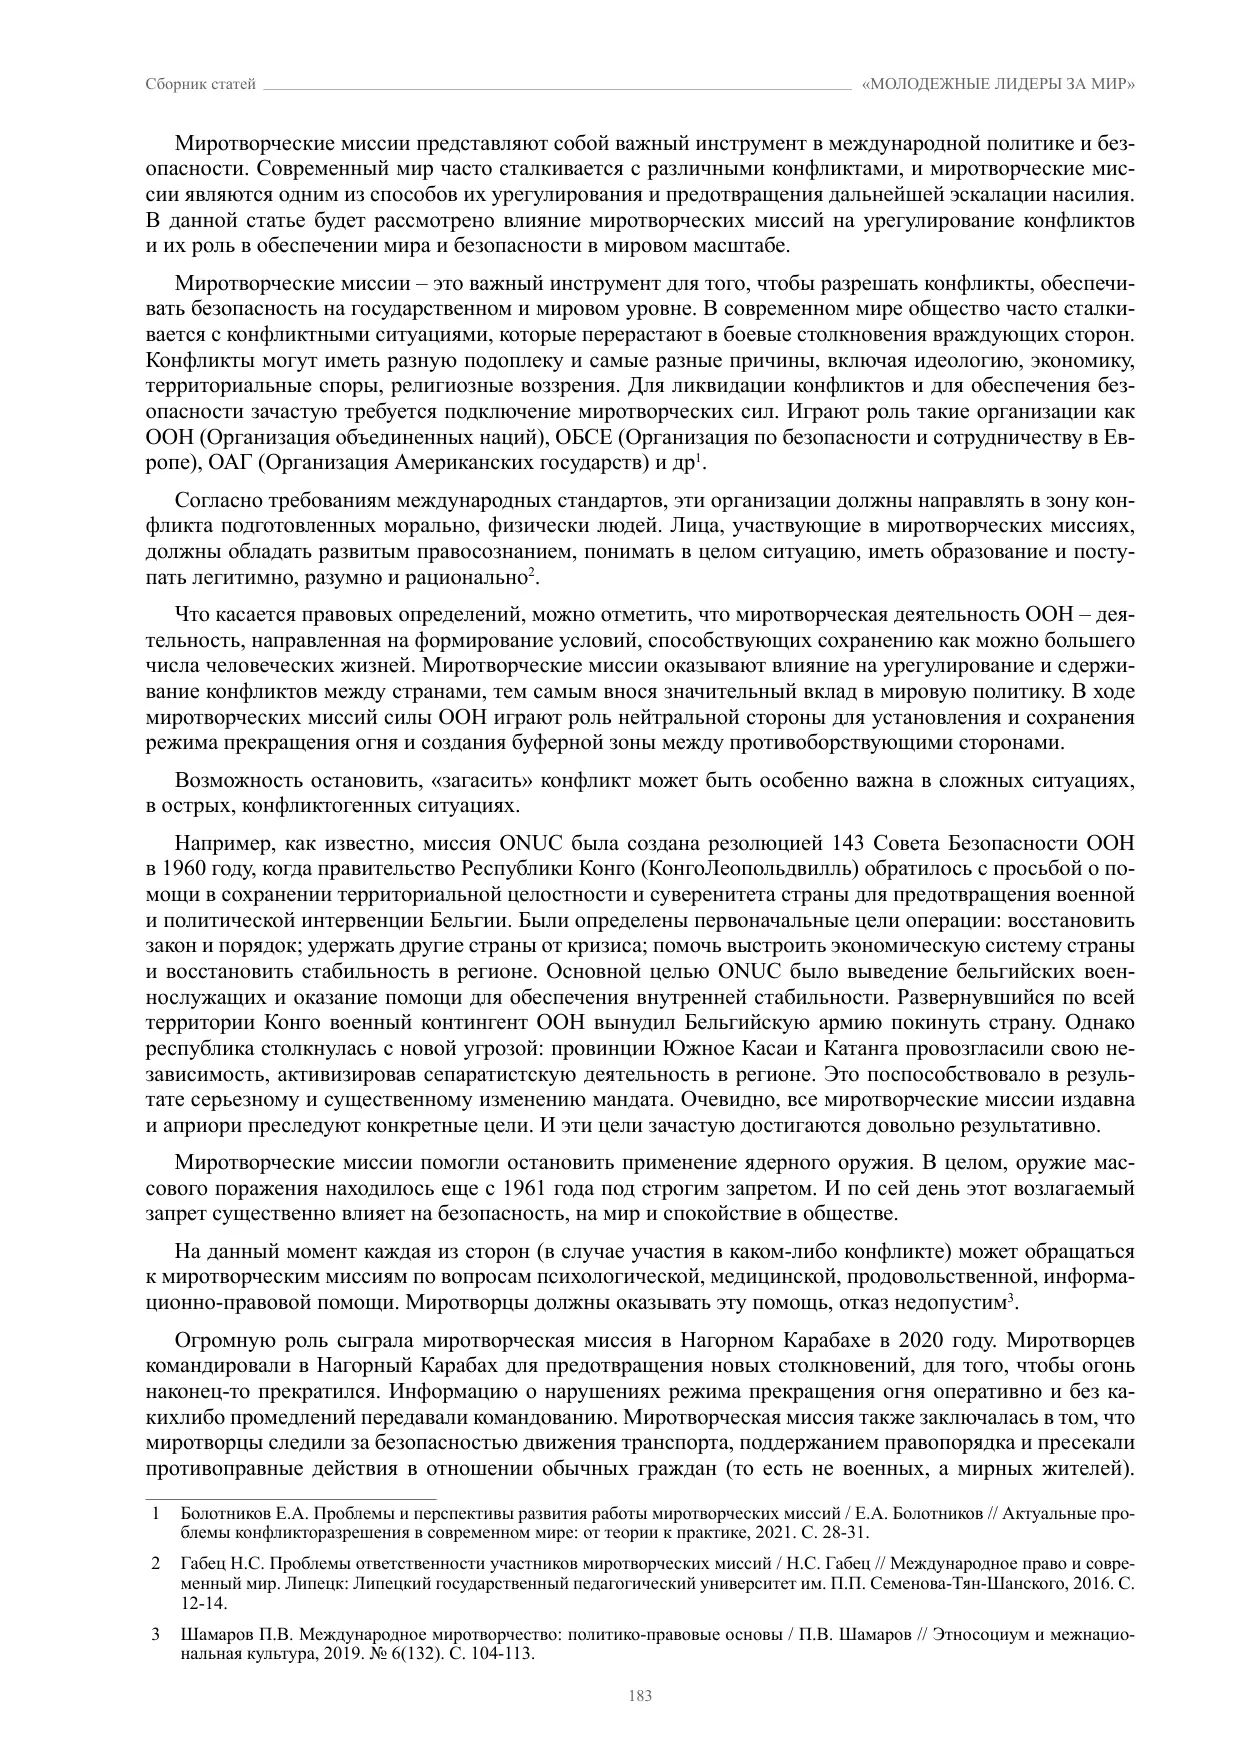 Сборник статей «МОЛОДЕЖНЫЕ ЛИДЕРЫ ЗА МИР»
Миротворческие миссии представляют собой важный инструмент в международной политике и без-
опасности. Современный мир часто сталкивается с различными конфликтами, и миротворческие мис-
сии являются одним из способов их урегулирования и предотвращения дальнейшей эскалации насилия.
В данной статье будет рассмотрено влияние миротворческих миссий на урегулирование конфликтов
и их роль в обеспечении мира и безопасности в мировом масштабе.
Миротворческие миссии – это важный инструмент для того, чтобы разрешать конфликты, обеспечи-
вать безопасность на государственном и мировом уровне. В современном мире общество часто сталки-
вается с конфликтными ситуациями, которые перерастают в боевые столкновения враждующих сторон.
Конфликты могут иметь разную подоплеку и самые разные причины, включая идеологию, экономику,
территориальные споры, религиозные воззрения. Для ликвидации конфликтов и для обеспечения без-
опасности зачастую требуется подключение миротворческих сил. Играют роль такие организации как
ООН (Организация объединенных наций), ОБСЕ (Организация по безопасности и сотрудничеству в Ев-
ропе), ОАГ (Организация Американских государств) и др¹.
Согласно требованиям международных стандартов, эти организации должны направлять в зону кон-
фликта подготовленных морально, физически людей. Лица, участвующие в миротворческих миссиях,
должны обладать развитым правосознанием, понимать в целом ситуацию, иметь образование и посту-
пать легитимно, разумно и рационально².
Что касается правовых определений, можно отметить, что миротворческая деятельность ООН – дея-
тельность, направленная на формирование условий, способствующих сохранению как можно большего
числа человеческих жизней. Миротворческие миссии оказывают влияние на урегулирование и сдержи-
вание конфликтов между странами, тем самым внося значительный вклад в мировую политику. В ходе
миротворческих миссий силы ООН играют роль нейтральной стороны для установления и сохранения
режима прекращения огня и создания буферной зоны между противоборствующими сторонами.
Возможность остановить, «загасить» конфликт может быть особенно важна в сложных ситуациях,
в острых, конфликтогенных ситуациях.
Например, как известно, миссия ONUC была создана резолюцией 143 Совета Безопасности ООН
в 1960 году, когда правительство Республики Конго (КонгоЛеопольдвилль) обратилось с просьбой о по-
мощи в сохранении территориальной целостности и суверенитета страны для предотвращения военной
и политической интервенции Бельгии. Были определены первоначальные цели операции: восстановить
закон и порядок; удержать другие страны от кризиса; помочь выстроить экономическую систему страны
и восстановить стабильность в регионе. Основной целью ONUC было выведение бельгийских воен-
нослужащих и оказание помощи для обеспечения внутренней стабильности. Развернувшийся по всей
территории Конго военный контингент ООН вынудил Бельгийскую армию покинуть страну. Однако
республика столкнулась с новой угрозой: провинции Южное Касаи и Катанга провозгласили свою не-
зависимость, активизировав сепаратистскую деятельность в регионе. Это поспособствовало в резуль-
тате серьезному и существенному изменению мандата. Очевидно, все миротворческие миссии издавна
и априори преследуют конкретные цели. И эти цели зачастую достигаются довольно результативно.
Миротворческие миссии помогли остановить применение ядерного оружия. В целом, оружие мас-
сового поражения находилось еще с 1961 года под строгим запретом. И по сей день этот возлагаемый
запрет существенно влияет на безопасность, на мир и спокойствие в обществе.
На данный момент каждая из сторон (в случае участия в каком-либо конфликте) может обращаться
к миротворческим миссиям по вопросам психологической, медицинской, продовольственной, информа-
ционно-правовой помощи. Миротворцы должны оказывать эту помощь, отказ недопустим³.
Огромную роль сыграла миротворческая миссия в Нагорном Карабахе в 2020 году. Миротворцев
командировали в Нагорный Карабах для предотвращения новых столкновений, для того, чтобы огонь
наконец-то прекратился. Информацию о нарушениях режима прекращения огня оперативно и без ка-
кихлибо промедлений передавали командованию. Миротворческая миссия также заключалась в том, что
миротворцы следили за безопасностью движения транспорта, поддержанием правопорядка и пресекали
противоправные действия в отношении обычных граждан (то есть не военных, а мирных жителей).
1 Болотников Е.А. Проблемы и перспективы развития работы миротворческих миссий / Е.А. Болотников // Актуальные про-
блемы конфликторазрешения в современном мире: от теории к практике, 2021. С. 28-31.
2 Габец Н.С. Проблемы ответственности участников миротворческих миссий / Н.С. Габец // Международное право и совре-
менный мир. Липецк: Липецкий государственный педагогический университет им. П.П. Семенова-Тян-Шанского, 2016. С.
12-14.
3 Шамаров П.В. Международное миротворчество: политико-правовые основы / П.В. Шамаров // Этносоциум и межнацио-
нальная культура, 2019. № 6(132). С. 104-113.
183